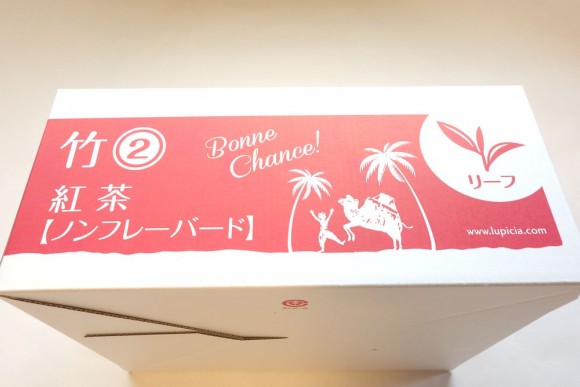 竹②
紅茶
【ノンフレーバード】
Bonne
Chance!
リーフ
www.lupicia.com